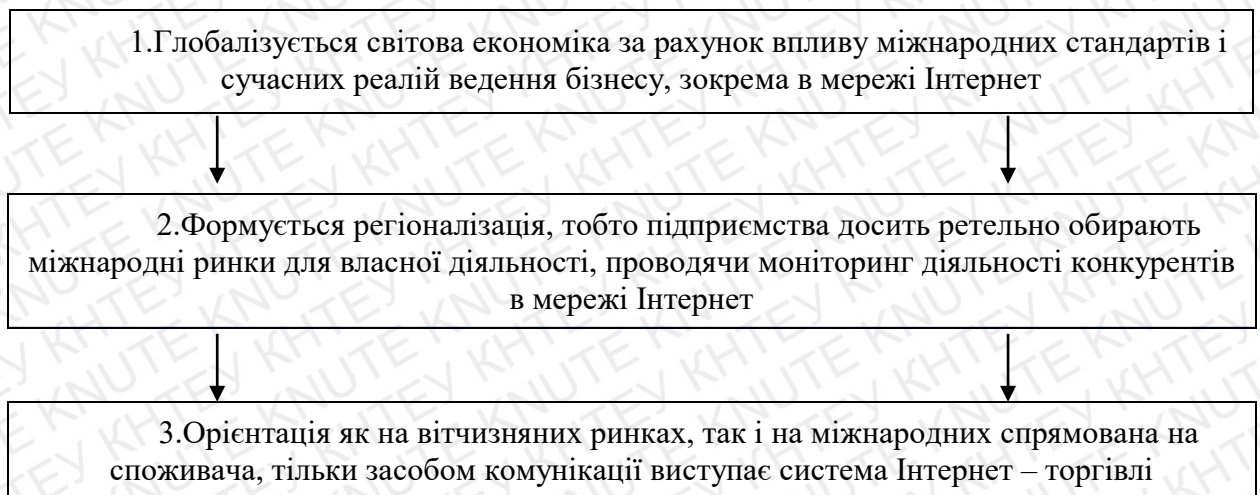 1.Глобалізується світова економіка за рахунок впливу міжнародних стандартів і
сучасних реалій ведення бізнесу, зокрема в мережі Інтернет
2.Формується регіоналізація, тобто підприємства досить ретельно обирають
міжнародні ринки для власної діяльності, проводячи моніторинг діяльності конкурентів
в мережі Інтернет
3.Орієнтація як на вітчизняних ринках, так і на міжнародних спрямована на
споживача, тільки засобом комунікації виступає система Інтернет – торгівлі